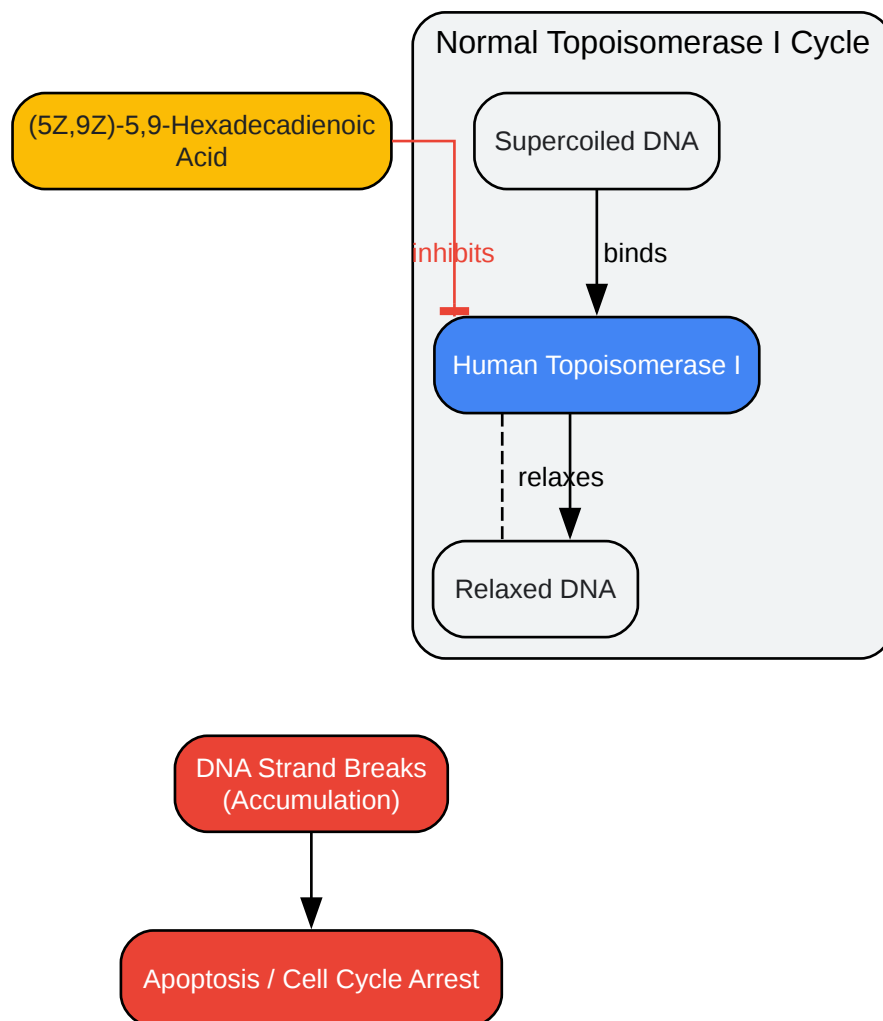 Normal Topoisomerase I Cycle
(5Z,9Z)-5,9-Hexadecadienoic
Acid
Supercoiled DNA
inhibits
binds
Human Topoisomerase I
relaxes
Relaxed DNA
DNA Strand Breaks
(Accumulation)
Apoptosis / Cell Cycle Arrest